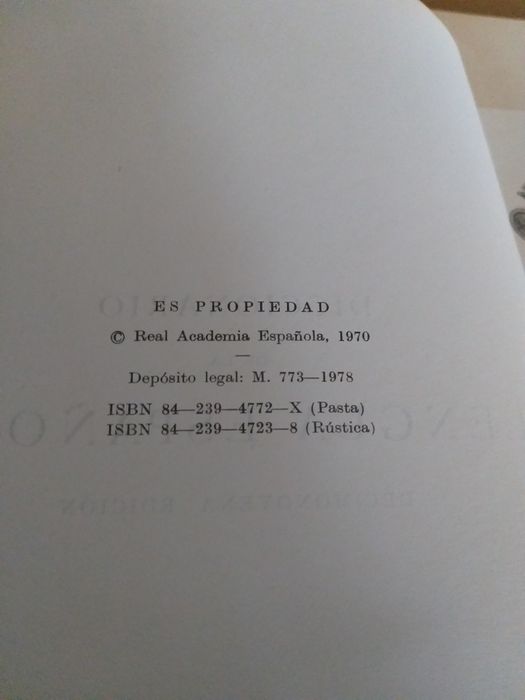 ES PROPIEDAD
© Real Academia Española, 1970
—
Depósito legal: M. 773—1978
ISBN 84—239—4772—X (Pasta)
ISBN 84—239—4723—8 (Rústica)